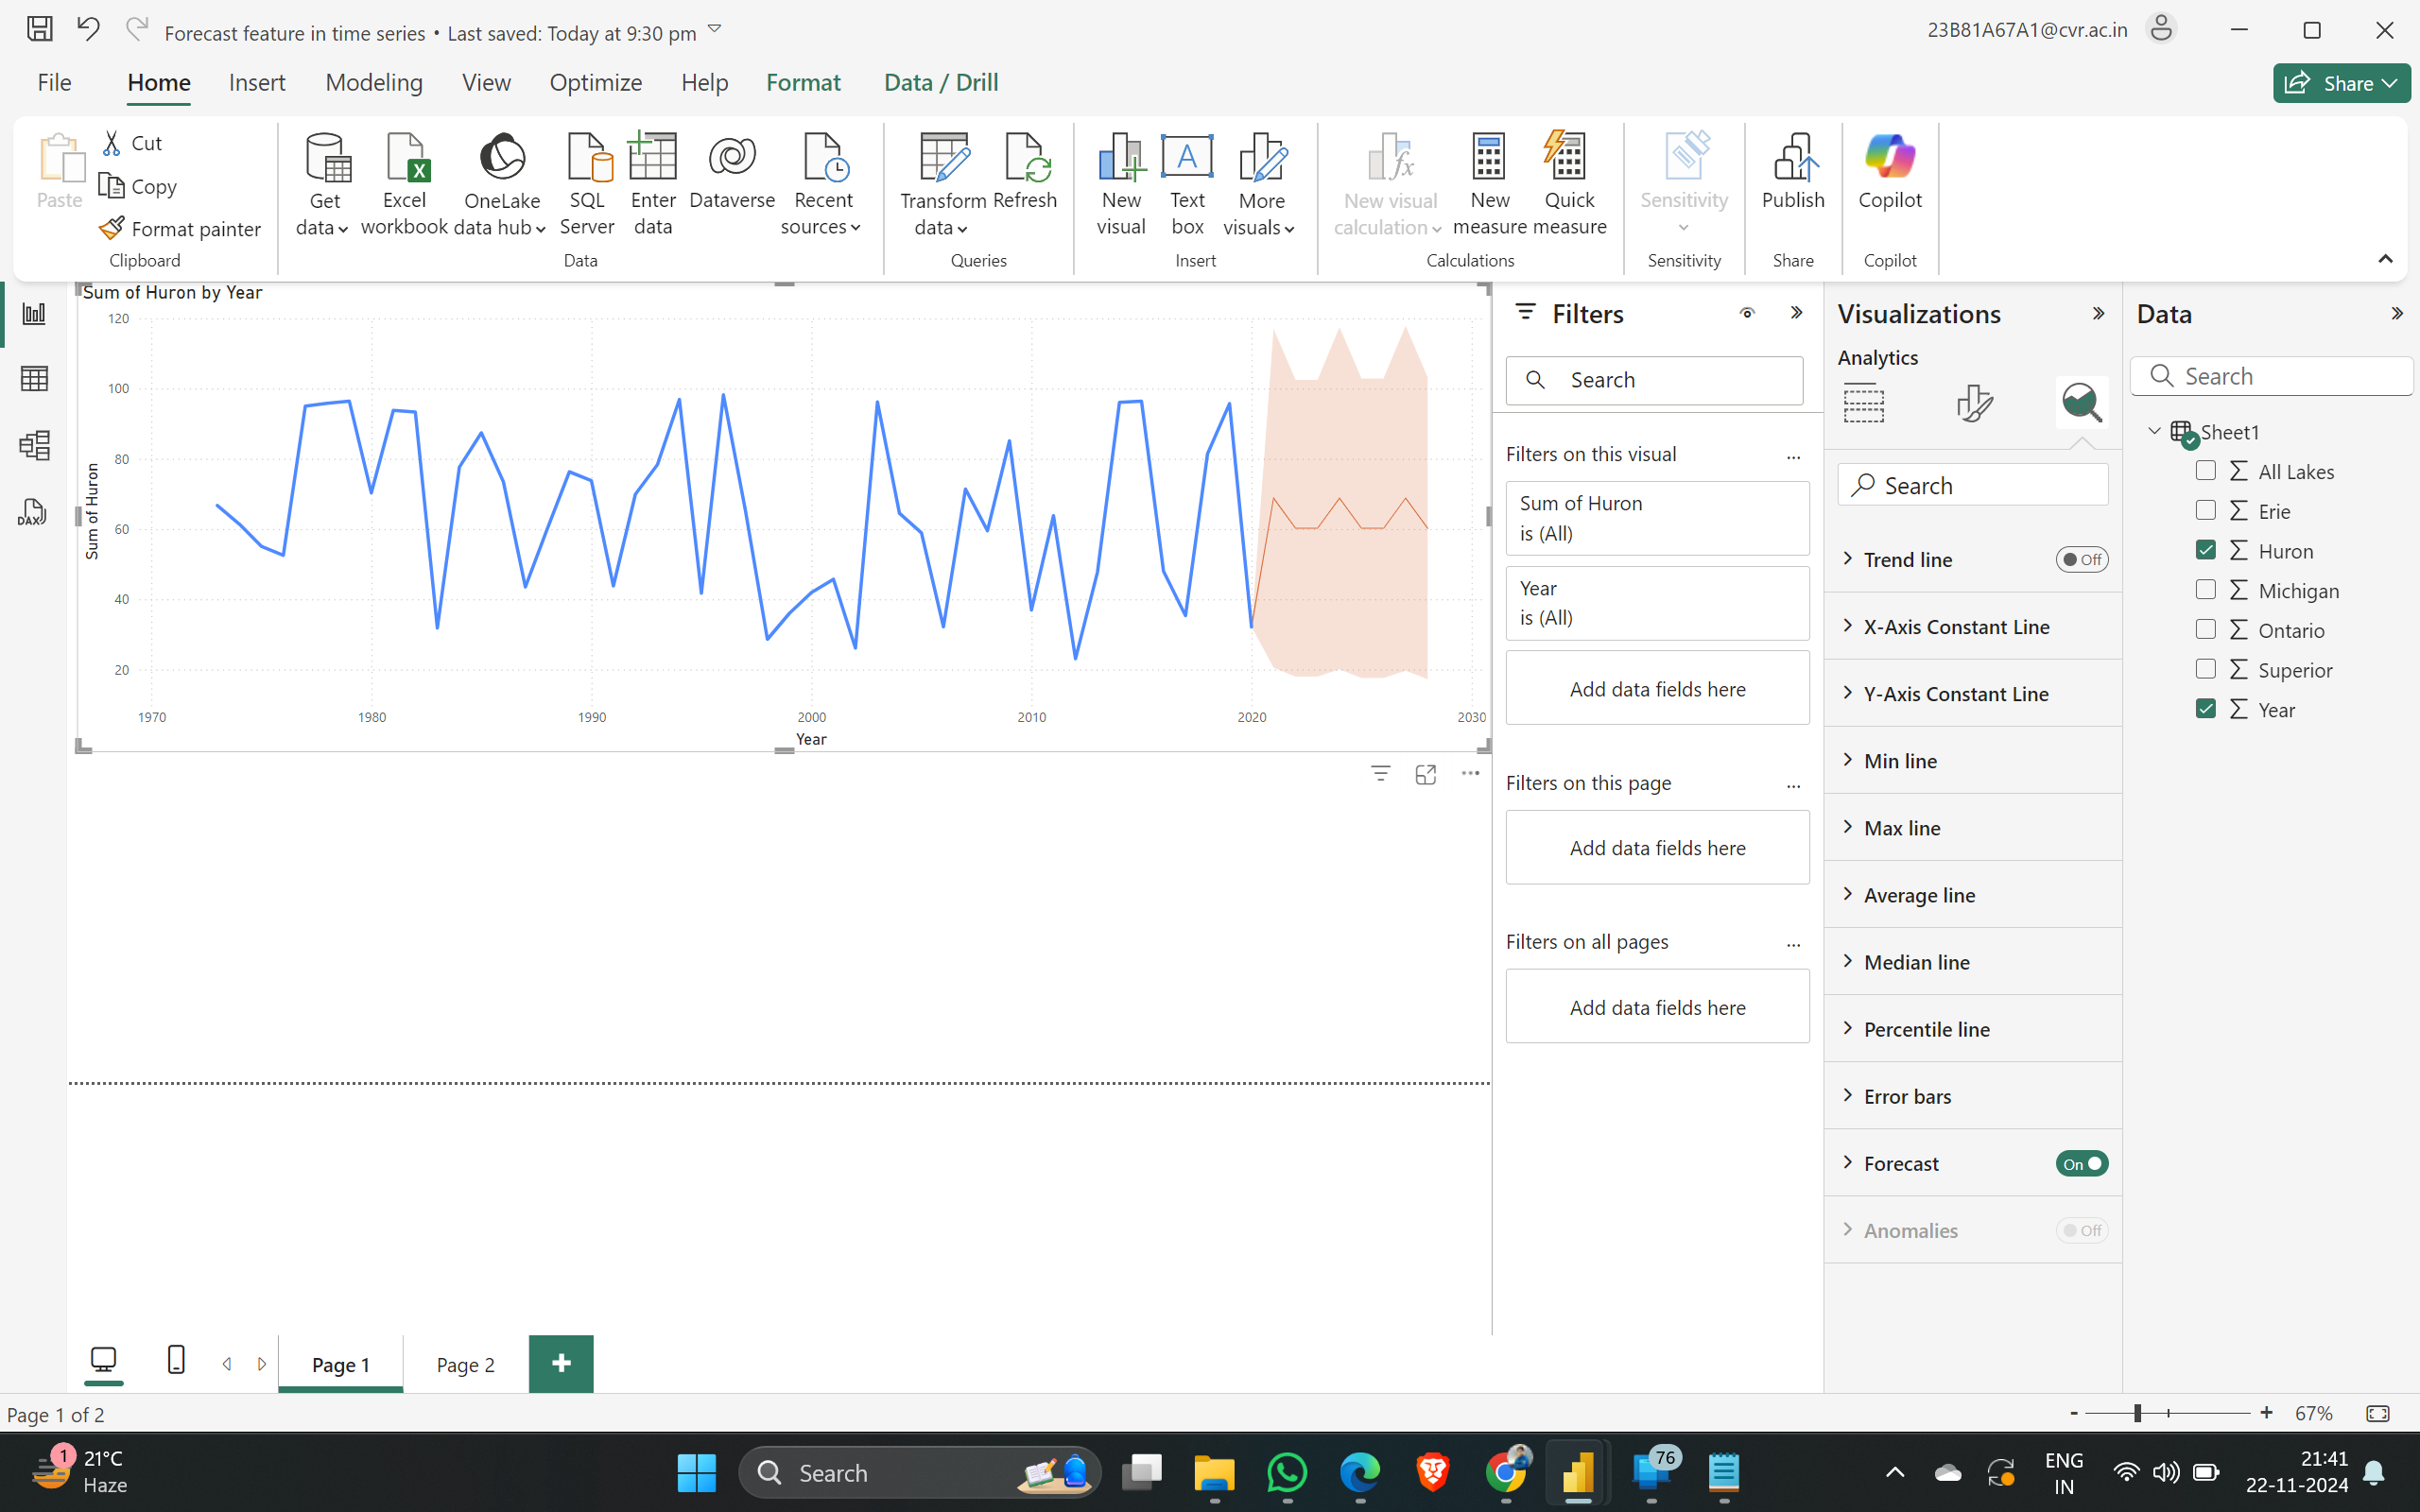 Forecast feature in time series • Last saved: Today at 9:30 pm
23B81A67A1@cvr.ac.in
File Home Insert Modeling View Optimize Help Format Data / Drill
Share
Paste
Cut
Copy
Format painter
Clipboard
Get
data
Excel
workbook
OneLake
data hub
SQL
Server
Enter
data
Dataverse
Recent
sources
Data
Transform
data
Refresh
Queries
New
visual
Text
box
More
visuals
Insert
New visual
calculation
New
measure
Quick
measure
Calculations
Sensitivity
Sensitivity
Publish
Share
Copilot
Copilot
DAX
Sum of Huron by Year
120
100
80
60
40
20
Sum of Huron
1970 1980 1990 2000 2010 2020 2030
Year
Filters
Search
Filters on this visual
...
Sum of Huron
is (All)
Year
is (All)
Add data fields here
Filters on this page
...
Add data fields here
Filters on all pages
...
Add data fields here
Visualizations
Analytics
Search
Trend line
Off
X-Axis Constant Line
Y-Axis Constant Line
Min line
Max line
Average line
Median line
Percentile line
Error bars
Forecast
On
Anomalies
Off
Data
Search
Sheet1
∑ All Lakes
∑ Erie
∑ Huron
∑ Michigan
∑ Ontario
∑ Superior
∑ Year
Page 1
Page 2
+
Page 1 of 2
- + 67%
1
21°C
Haze
Search
76
ENG
IN
21:41
22-11-2024